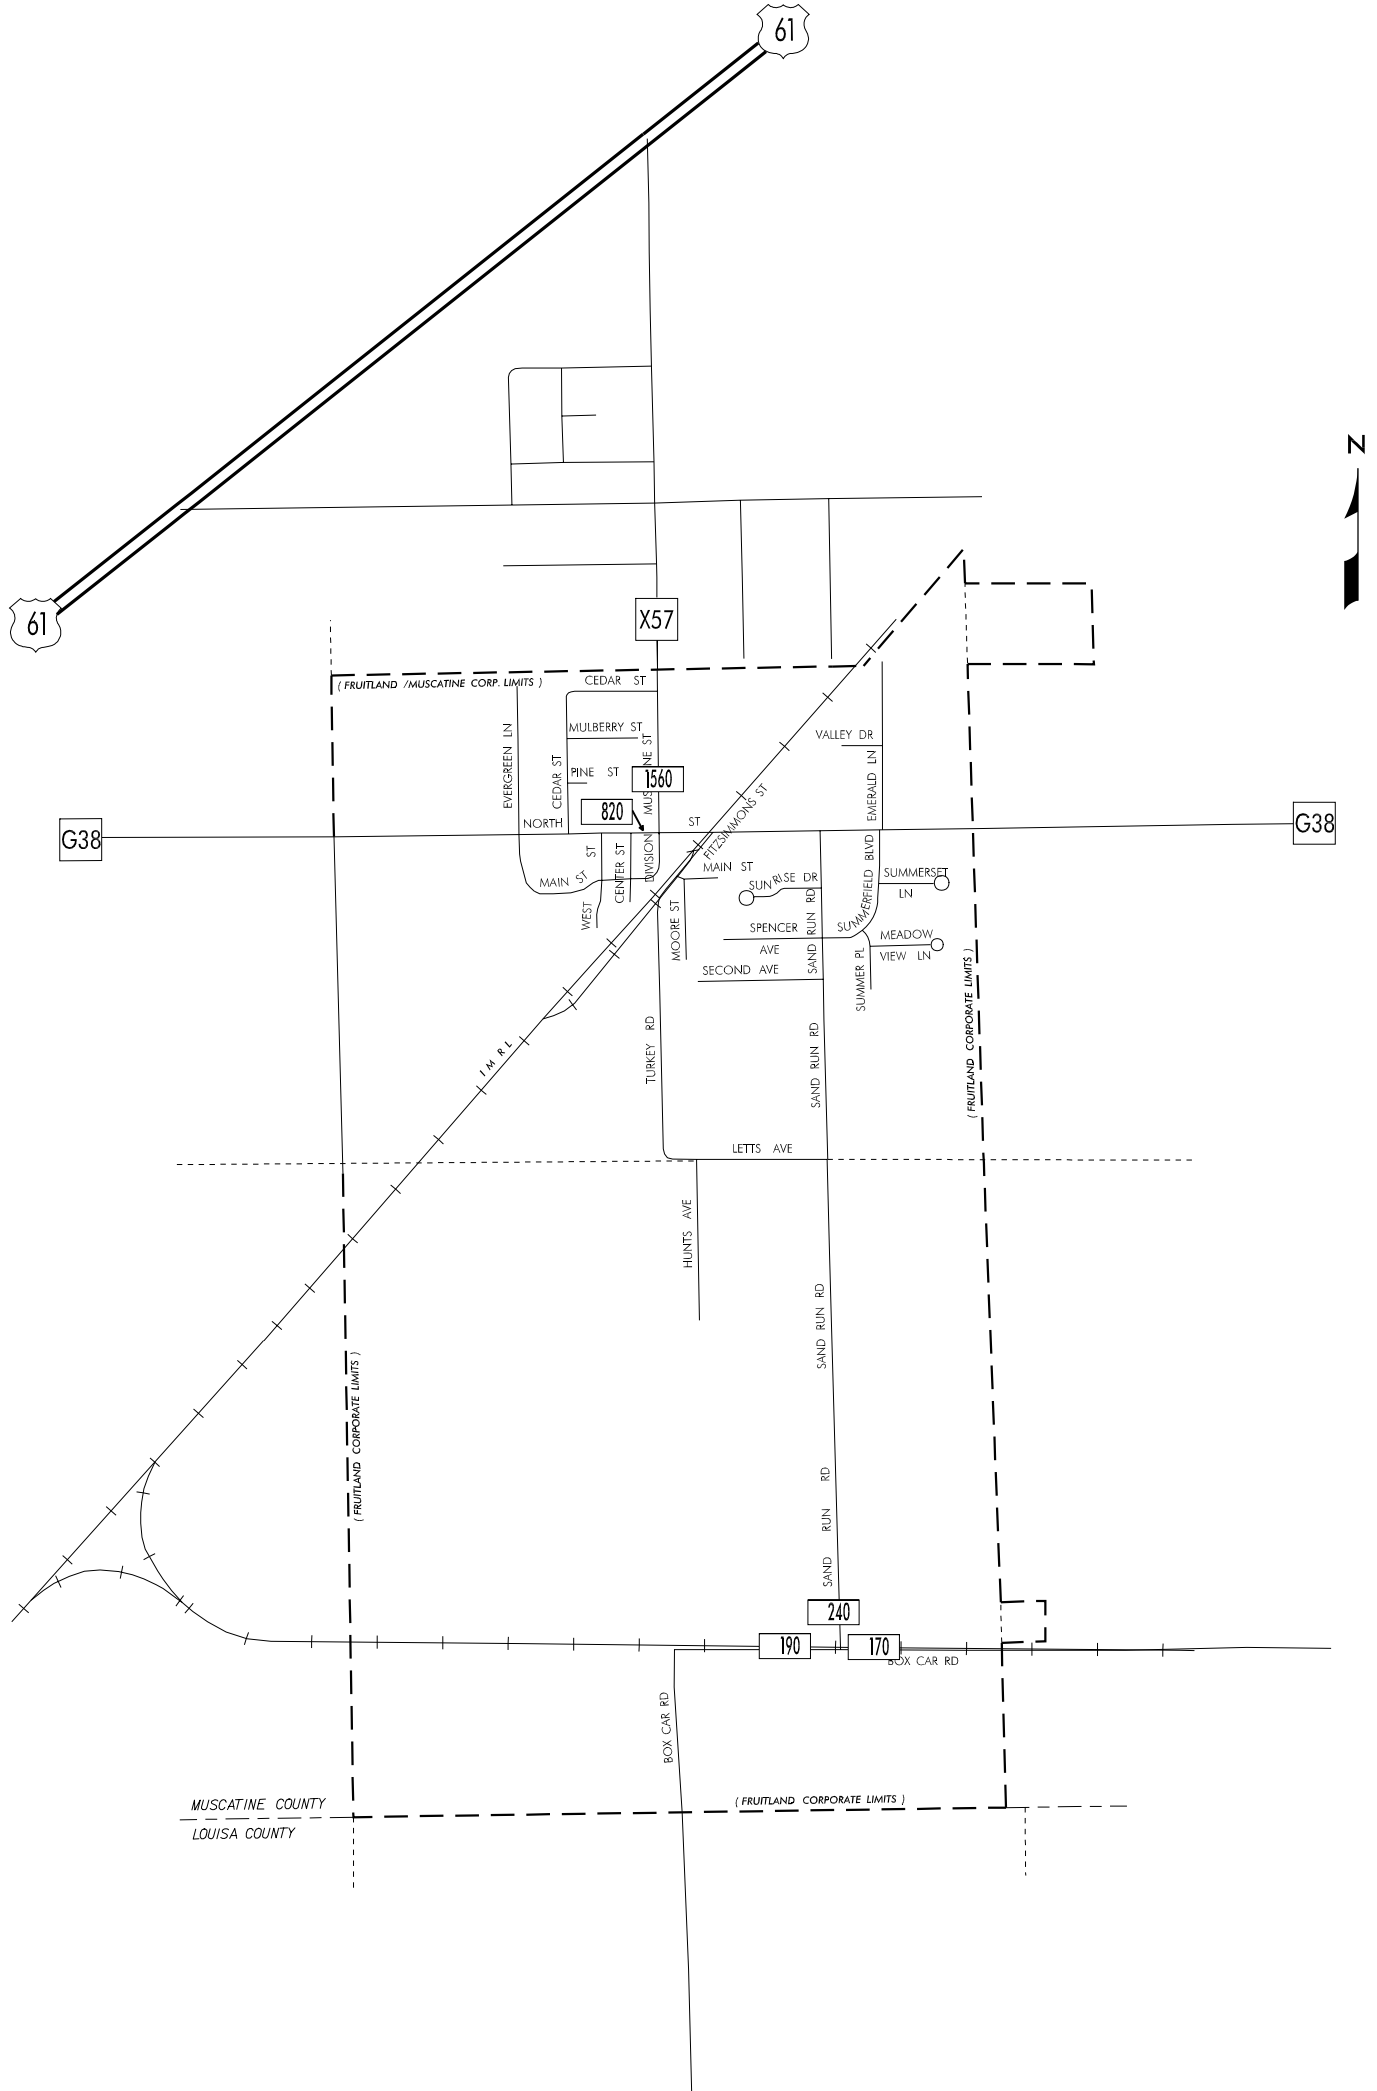 61
N
61
X57
( FRUITLAND /MUSCATINE CORP. LIMITS )
CEDAR ST
MULBERRY ST
EVERGREEN LN
CEDAR ST
PINE ST
1560
820
VALLEY DR
EMERALD LN
NORTH ST
G38
G38
FITZSIMMONS ST
DIVISION
MAIN ST
WEST ST
CENTER ST
MAIN ST
MOORE ST
SUN RISE DR
SUMMERFIELD BLVD
SUMMERSET
LN
SPENCER
AVE
SAND RUN RD
MEADOW
VIEW LN
SECOND AVE
SUMMER PL
( FRUITLAND CORPORATE LIMITS )
TURKEY RD
SAND RUN RD
I M R L
LETTS AVE
HUNTS AVE
SAND RUN RD
( FRUITLAND CORPORATE LIMITS )
SAND RUN RD
240
190
170
BOX CAR RD
BOX CAR RD
MUSCATINE COUNTY
( FRUITLAND CORPORATE LIMITS )
LOUISA COUNTY